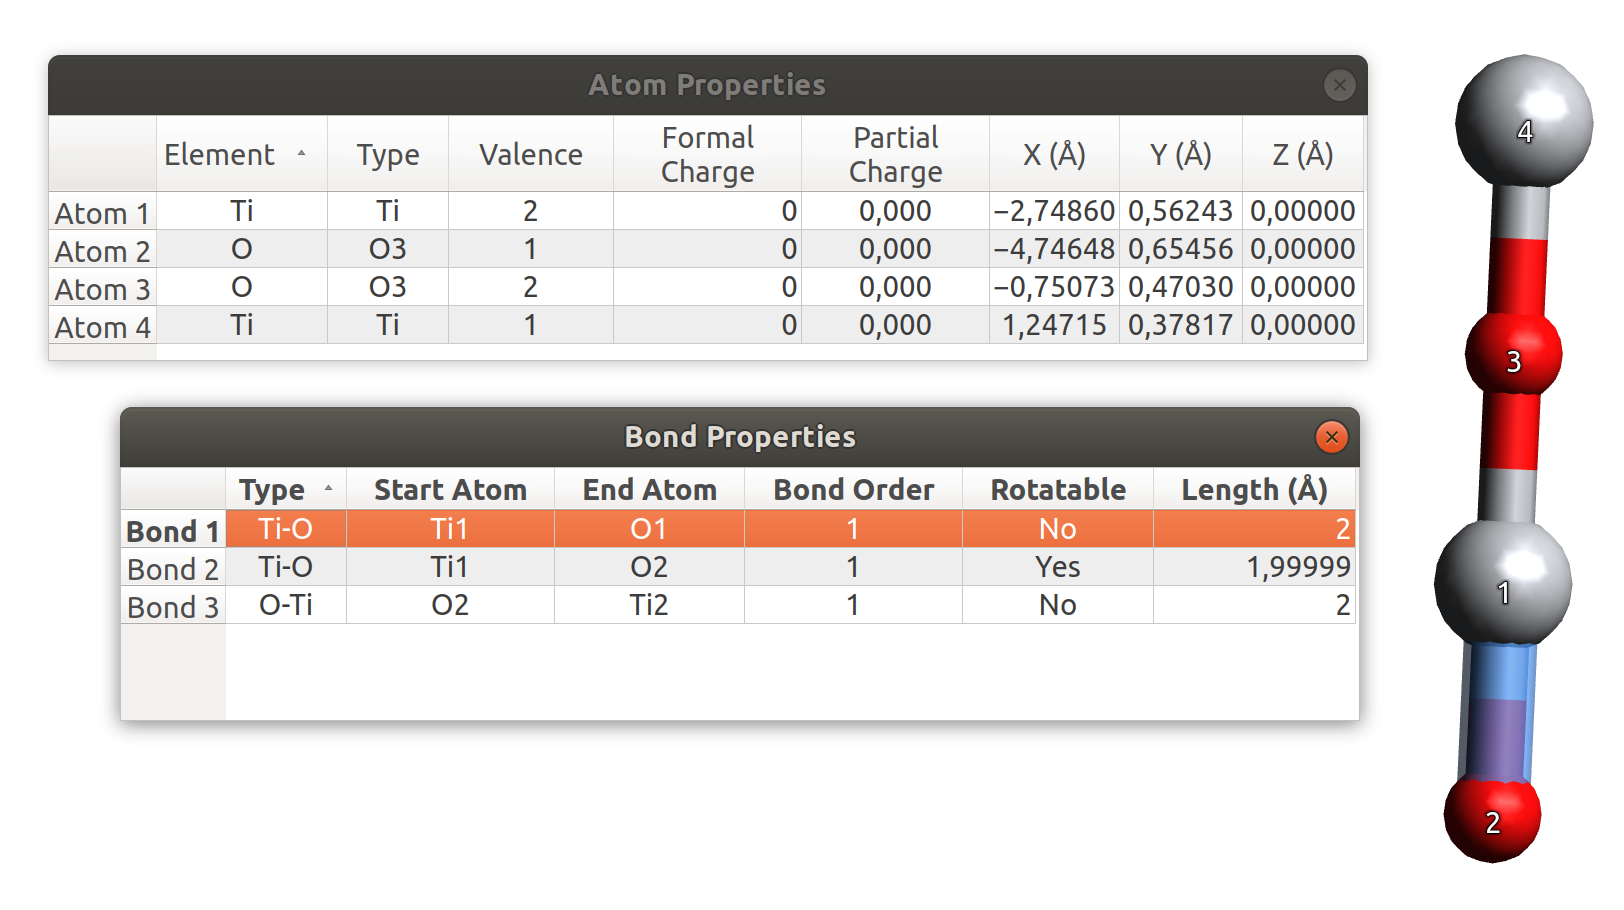 Atom Properties
Element Type Valence Formal Charge Partial Charge X (Å) Y (Å) Z (Å)
Atom 1 Ti Ti 2 0 0,000 −2,74860 0,56243 0,00000
Atom 2 O O3 1 0 0,000 −4,74648 0,65456 0,00000
Atom 3 O O3 2 0 0,000 −0,75073 0,47030 0,00000
Atom 4 Ti Ti 1 0 0,000 1,24715 0,37817 0,00000
Bond Properties
Type Start Atom End Atom Bond Order Rotatable Length (Å)
Bond 1 Ti-O Ti1 O1 1 No 2
Bond 2 Ti-O Ti1 O2 1 Yes 1,99999
Bond 3 O-Ti O2 Ti2 1 No 2
4
3
1
2